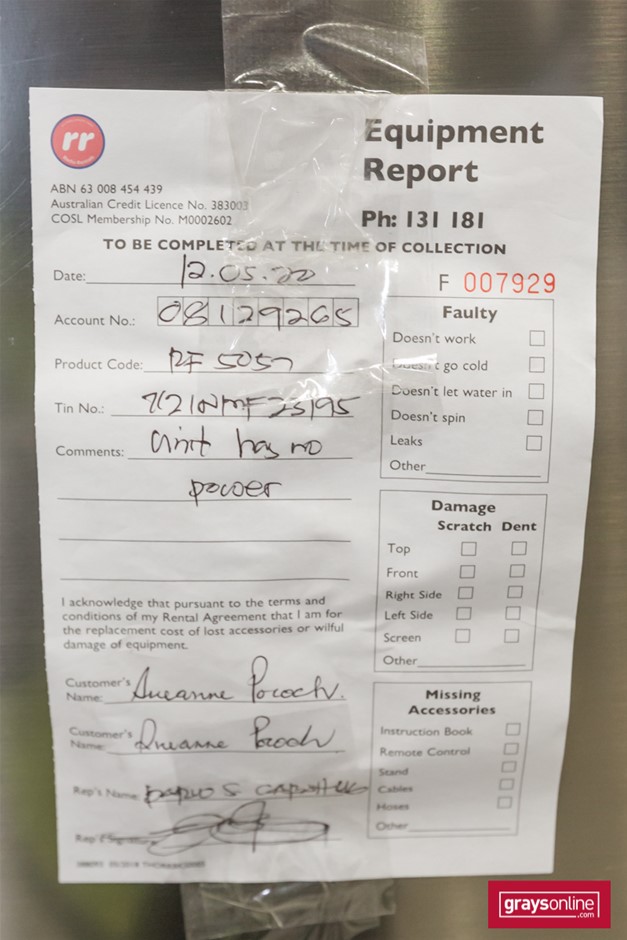 rr
Equipment
Report
ABN 63 008 454 439
Australian Credit Licence No. 383003
COSL Membership No. M0002602
Ph: 131 181
TO BE COMPLETED AT THE TIME OF COLLECTION
Date: 12.05.20
F 007929
Account No.: 08129265
Product Code: RF 5057
Tin No.:
Comments: Unit has no
power
Faulty
Doesn't work
Doesn't go cold
Doesn't let water in
Doesn't spin
Leaks
Other
Damage
Scratch Dent
Top
Front
Right Side
Left Side
Screen
Other
I acknowledge that pursuant to the terms and
conditions of my Rental Agreement that I am for
the replacement cost of lost accessories or wilful
damage of equipment.
Customer's
Name: Sueanne
Customer's
Name: Sueanne
Rep's Name
Rep's Signature
Missing
Accessories
Instruction Book
Remote Control
Stand
Cables
Hoses
Other
graysonline
.com